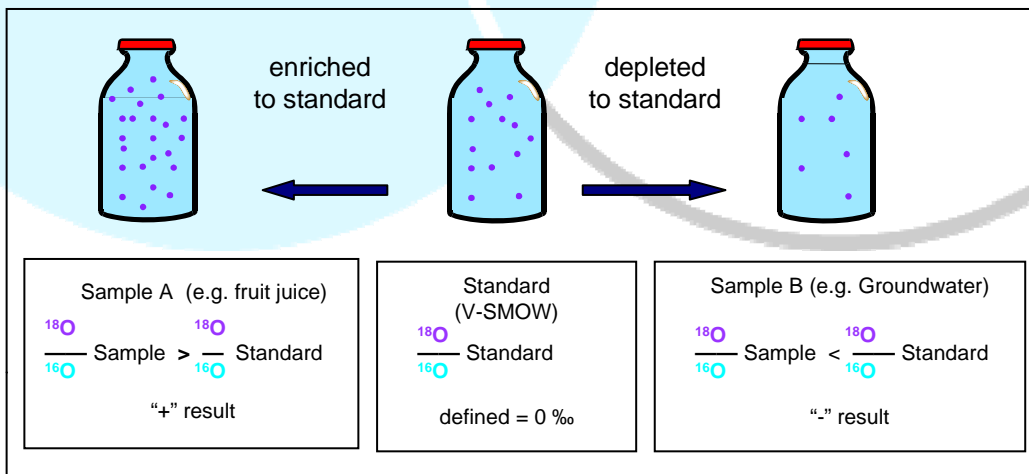 enriched
to standard
depleted
to standard
Sample A (e.g. fruit juice)
18O
16O
Sample > 18O
16O
Standard
"+" result
Standard
(V-SMOW)
18O
16O
Standard
defined = 0 ‰
Sample B (e.g. Groundwater)
18O
16O
Sample < 18O
16O
Standard
"-" result